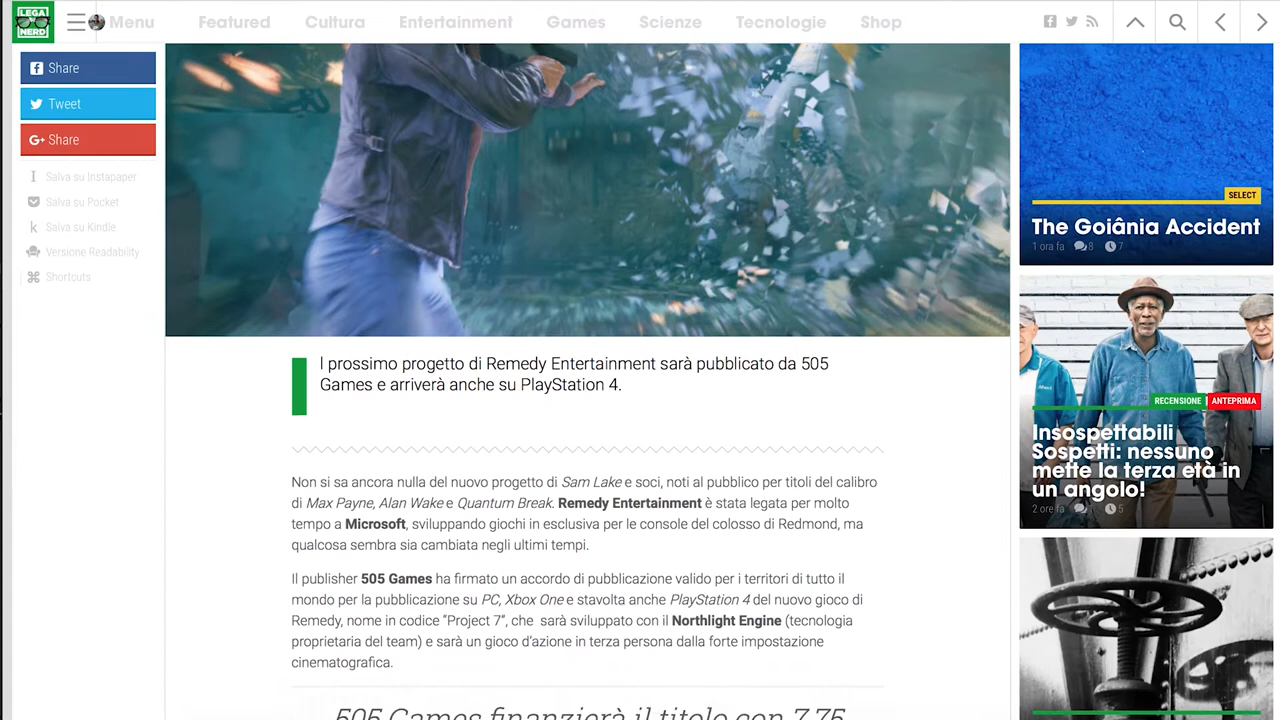 LEGA
NERD
Menu
Featured
Cultura
Entertainment
Games
Scienze
Tecnologie
Shop
Share
Tweet
G+ Share
Salva su Instapaper
Salva su Pocket
Salva su Kindle
Versione Readability
Shortcuts
l prossimo progetto di Remedy Entertainment sarà pubblicato da 505
Games e arriverà anche su PlayStation 4.
Non si sa ancora nulla del nuovo progetto di Sam Lake e soci, noti al pubblico per titoli del calibro
di Max Payne, Alan Wake e Quantum Break. Remedy Entertainment è stata legata per molto
tempo a Microsoft, sviluppando giochi in esclusiva per le console del colosso di Redmond, ma
qualcosa sembra sia cambiata negli ultimi tempi.
Il publisher 505 Games ha firmato un accordo di pubblicazione valido per i territori di tutto il
mondo per la pubblicazione su PC, Xbox One e stavolta anche PlayStation 4 del nuovo gioco di
Remedy, nome in codice "Project 7", che sarà sviluppato con il Northlight Engine (tecnologia
proprietaria del team) e sarà un gioco d'azione in terza persona dalla forte impostazione
cinematografica.
505 Games finanzierà il titolo con 7,75
SELECT
The Goiânia Accident
1 ora fa 8 7
RECENSIONE ANTEPRIMA
Insospettabili
Sospetti: nessuno
mette la terza età in
un angolo!
2 ore fa 5